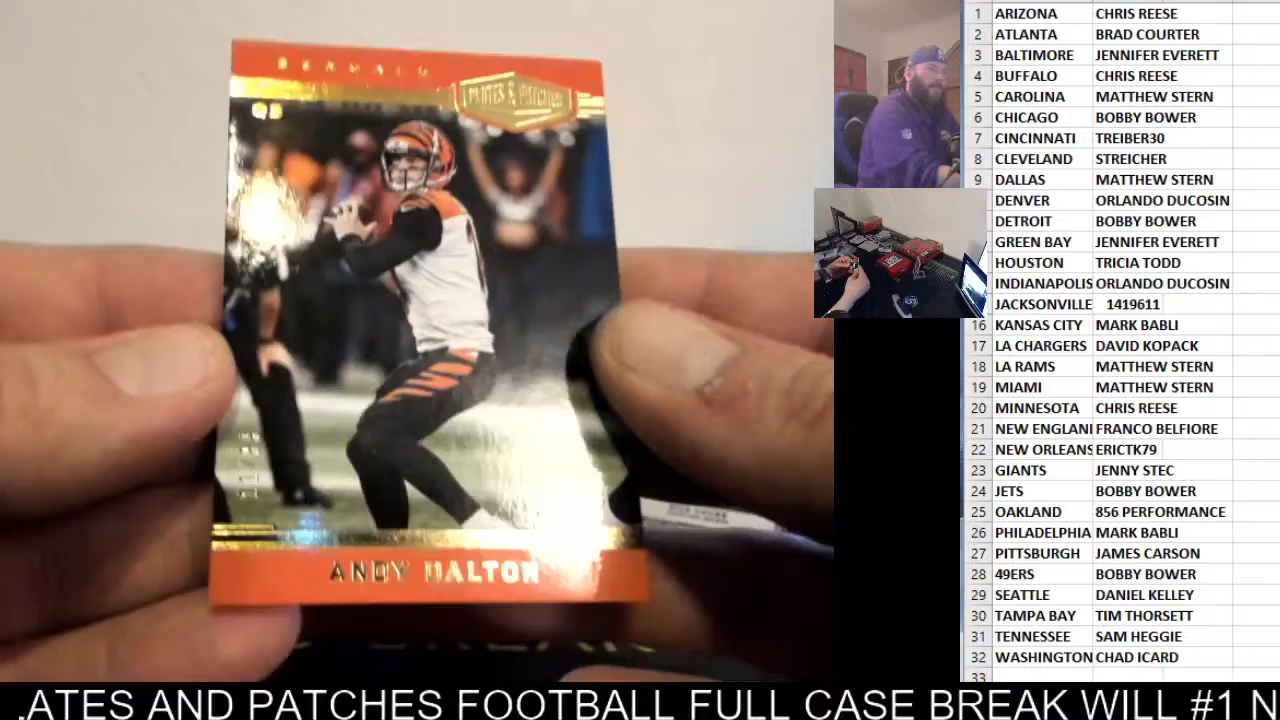 BENGALS
QB
PLATES & PATCHES
ANDY DALTON
1 ARIZONA CHRIS REESE
2 ATLANTA BRAD COURTER
3 BALTIMORE JENNIFER EVERETT
4 BUFFALO CHRIS REESE
5 CAROLINA MATTHEW STERN
6 CHICAGO BOBBY BOWER
7 CINCINNATI TREIBER30
8 CLEVELAND STREICHER
9 DALLAS MATTHEW STERN
DENVER ORLANDO DUCOSIN
DETROIT BOBBY BOWER
GREEN BAY JENNIFER EVERETT
HOUSTON TRICIA TODD
INDIANAPOLIS ORLANDO DUCOSIN
JACKSONVILLE 1419611
16 KANSAS CITY MARK BABLI
17 LA CHARGERS DAVID KOPACK
18 LA RAMS MATTHEW STERN
19 MIAMI MATTHEW STERN
20 MINNESOTA CHRIS REESE
21 NEW ENGLAN FRANCO BELFIORE
22 NEW ORLEANS ERICTK79
23 GIANTS JENNY STEC
24 JETS BOBBY BOWER
25 OAKLAND 856 PERFORMANCE
26 PHILADELPHIA MARK BABLI
27 PITTSBURGH JAMES CARSON
28 49ERS BOBBY BOWER
29 SEATTLE DANIEL KELLEY
30 TAMPA BAY TIM THORSETT
31 TENNESSEE SAM HEGGIE
32 WASHINGTON CHAD ICARD
33
.ATES AND PATCHES FOOTBALL FULL CASE BREAK WILL #1 N